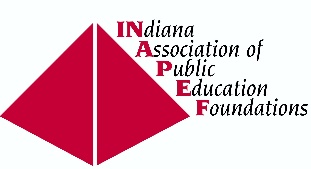 INdiana
Association of
Public
Education
Foundations